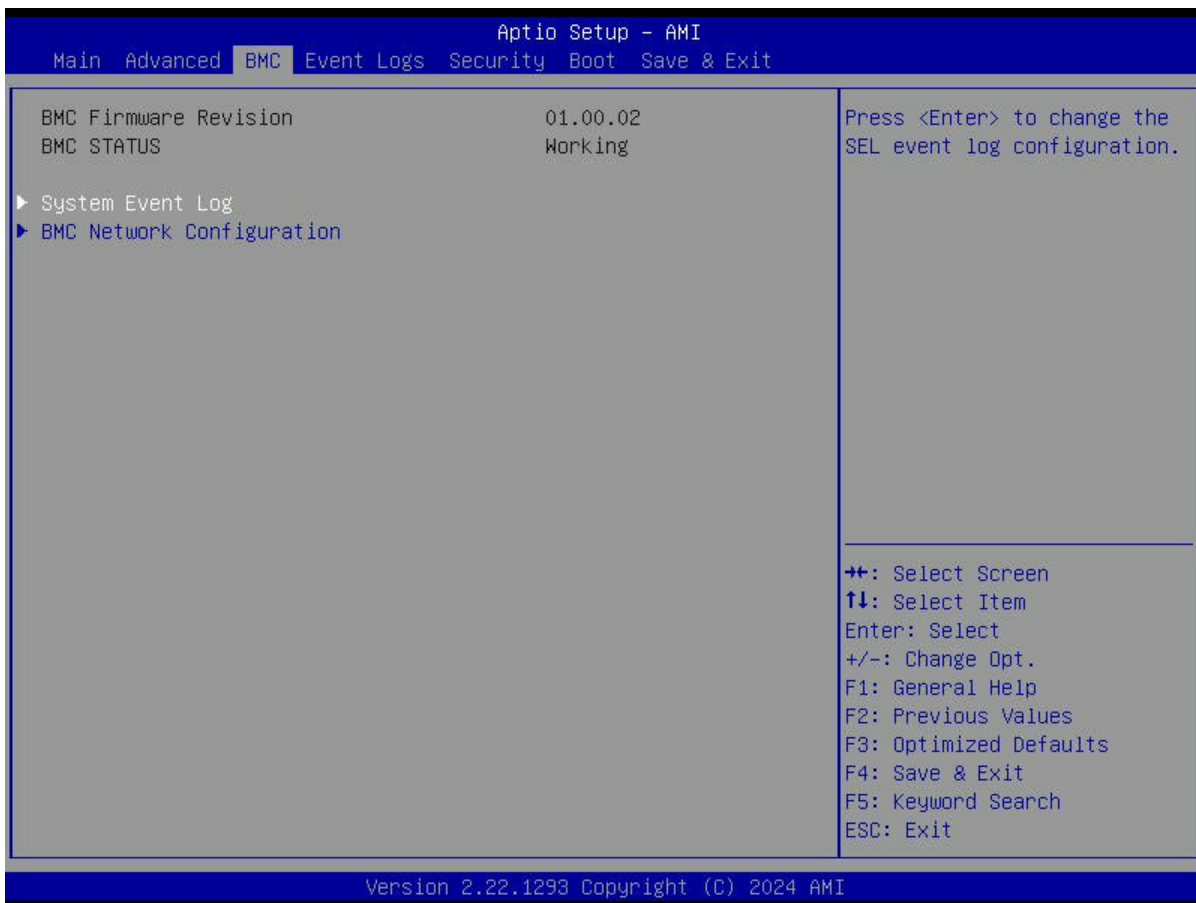 Aptio Setup – AMI
Main Advanced BMC Event Logs Security Boot Save & Exit
BMC Firmware Revision 01.00.02
BMC STATUS Working
▶ System Event Log
▶ BMC Network Configuration
Press <Enter> to change the
SEL event log configuration.
→←: Select Screen
↑↓: Select Item
Enter: Select
+/-: Change Opt.
F1: General Help
F2: Previous Values
F3: Optimized Defaults
F4: Save & Exit
F5: Keyword Search
ESC: Exit
Version 2.22.1293 Copyright (C) 2024 AMI